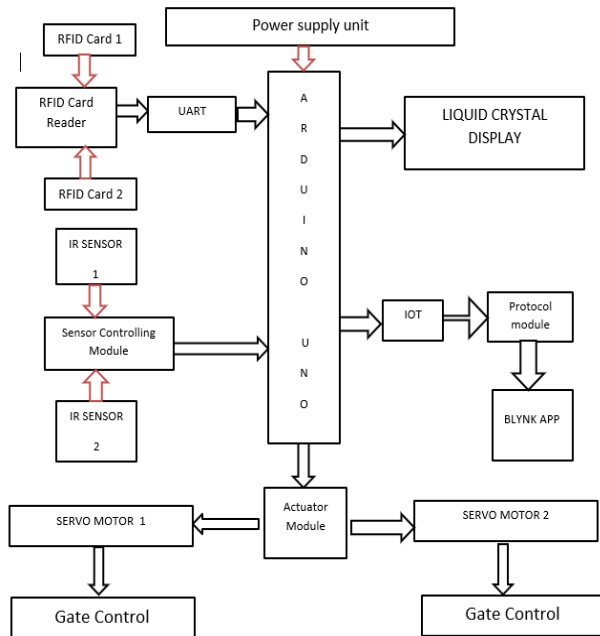 RFID Card 1
Power supply unit
RFID Card
Reader
UART
A
R
D
U
I
N
O
U
N
O
LIQUID CRYSTAL
DISPLAY
RFID Card 2
IR SENSOR
1
Sensor Controlling
Module
IOT
Protocol
module
IR SENSOR
2
BLYNK APP
Actuator
Module
SERVO MOTOR 1
SERVO MOTOR 2
Gate Control
Gate Control